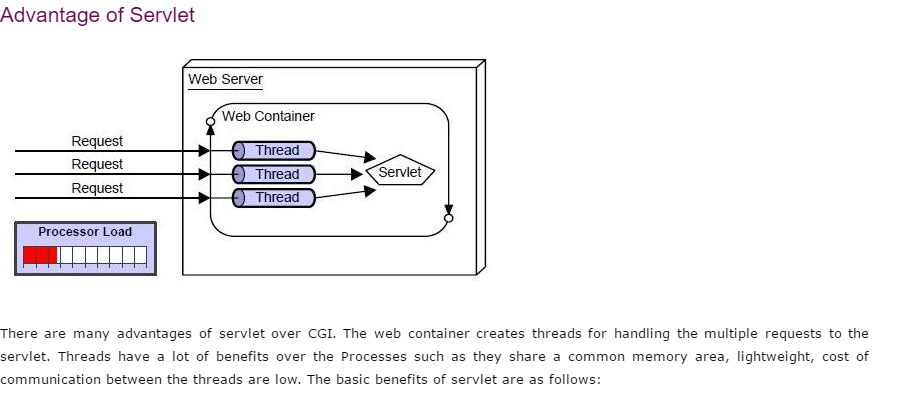 Advantage of Servlet
Web Server
Web Container
Request
Thread
Request
Thread
Servlet
Request
Thread
Processor Load
There are many advantages of servlet over CGI. The web container creates threads for handling the multiple requests to the
servlet. Threads have a lot of benefits over the Processes such as they share a common memory area, lightweight, cost of
communication between the threads are low. The basic benefits of servlet are as follows: